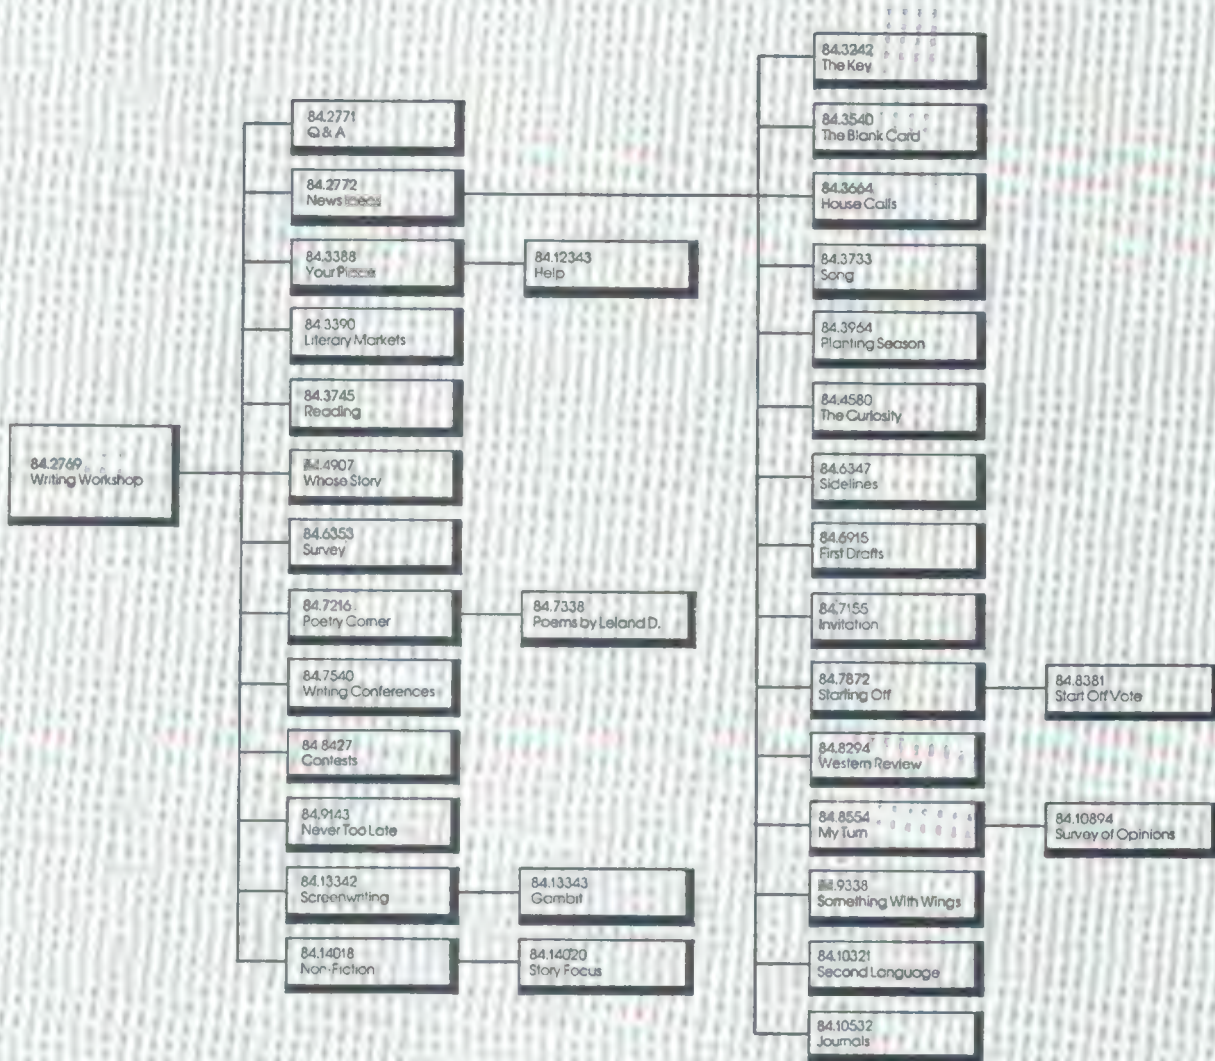 84.2769
Writing Workshop
84.2771
Q & A
84.2772
News Ideas
84.3388
Your Place
84.3390
Literary Markets
84.3745
Reading
84.4907
Whose Story
84.6353
Survey
84.7216
Poetry Corner
84.7540
Writing Conferences
84.8427
Contests
84.9143
Never Too Late
84.13342
Screenwriting
84.14018
Non-Fiction
84.12343
Help
84.7338
Poems by Leland D.
84.13343
Gambit
84.14020
Story Focus
84.3242
The Key
84.3540
The Blank Card
84.3664
House Calls
84.3733
Song
84.3964
Planting Season
84.4580
The Curiosity
84.6347
Sidelines
84.6915
First Drafts
84.7155
Invitation
84.7872
Starting Off
84.8294
Western Review
84.8554
My Turn
84.9338
Something With Wings
84.10321
Second Language
84.10532
Journals
84.8381
Start Off Vote
84.10894
Survey of Opinions